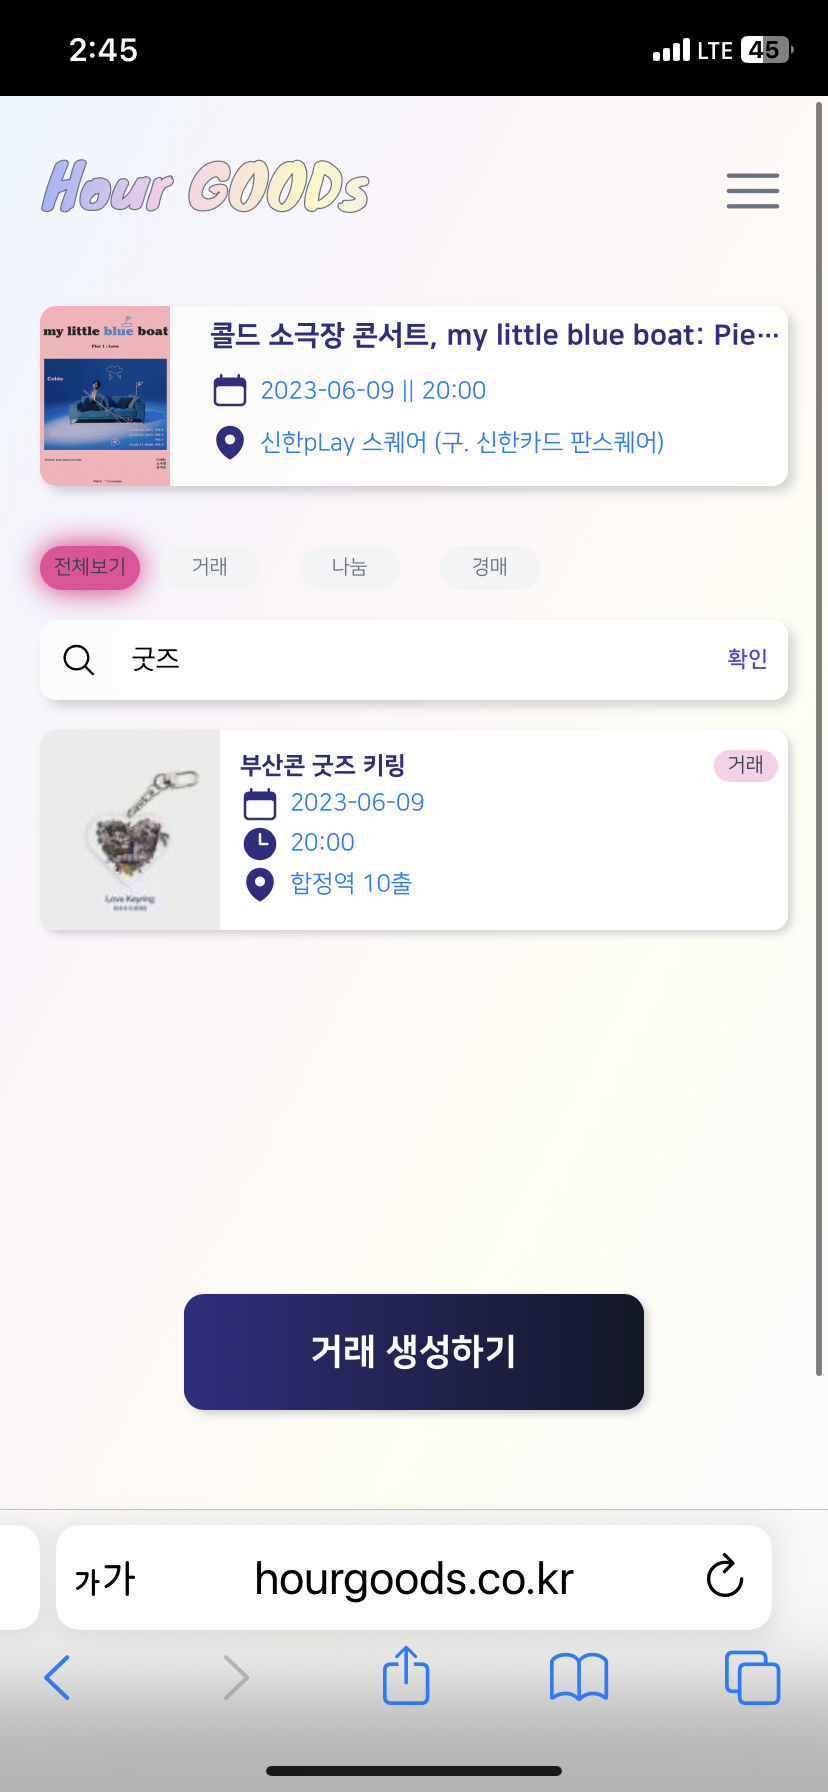 2:45
LTE 45
Hour GOODs
my little blue boat
Pier 1 : Love
Colde
콜드 소극장 콘서트, my little blue boat: Pie…
2023-06-09 || 20:00
신한pLay 스퀘어 (구. 신한카드 판스퀘어)
전체보기
거래
나눔
경매
굿즈
확인
부산콘 굿즈 키링
거래
2023-06-09
20:00
합정역 10출
Love Keyring
거래 생성하기
가가
hourgoods.co.kr